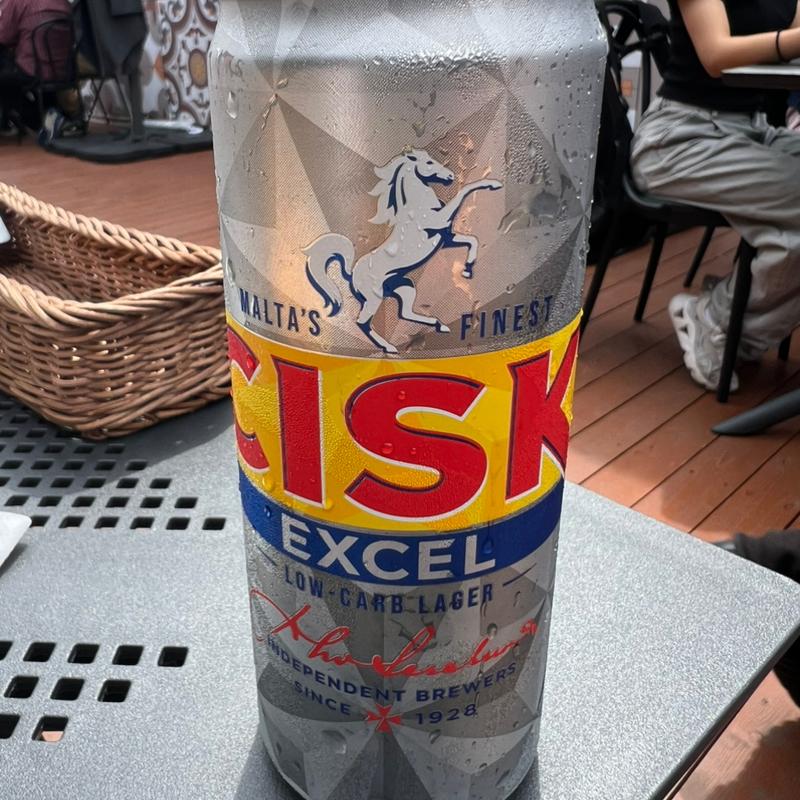 MALTA'S FINEST
CISK
EXCEL
LOW-CARB LAGER
INDEPENDENT BREWERS
SINCE 1928